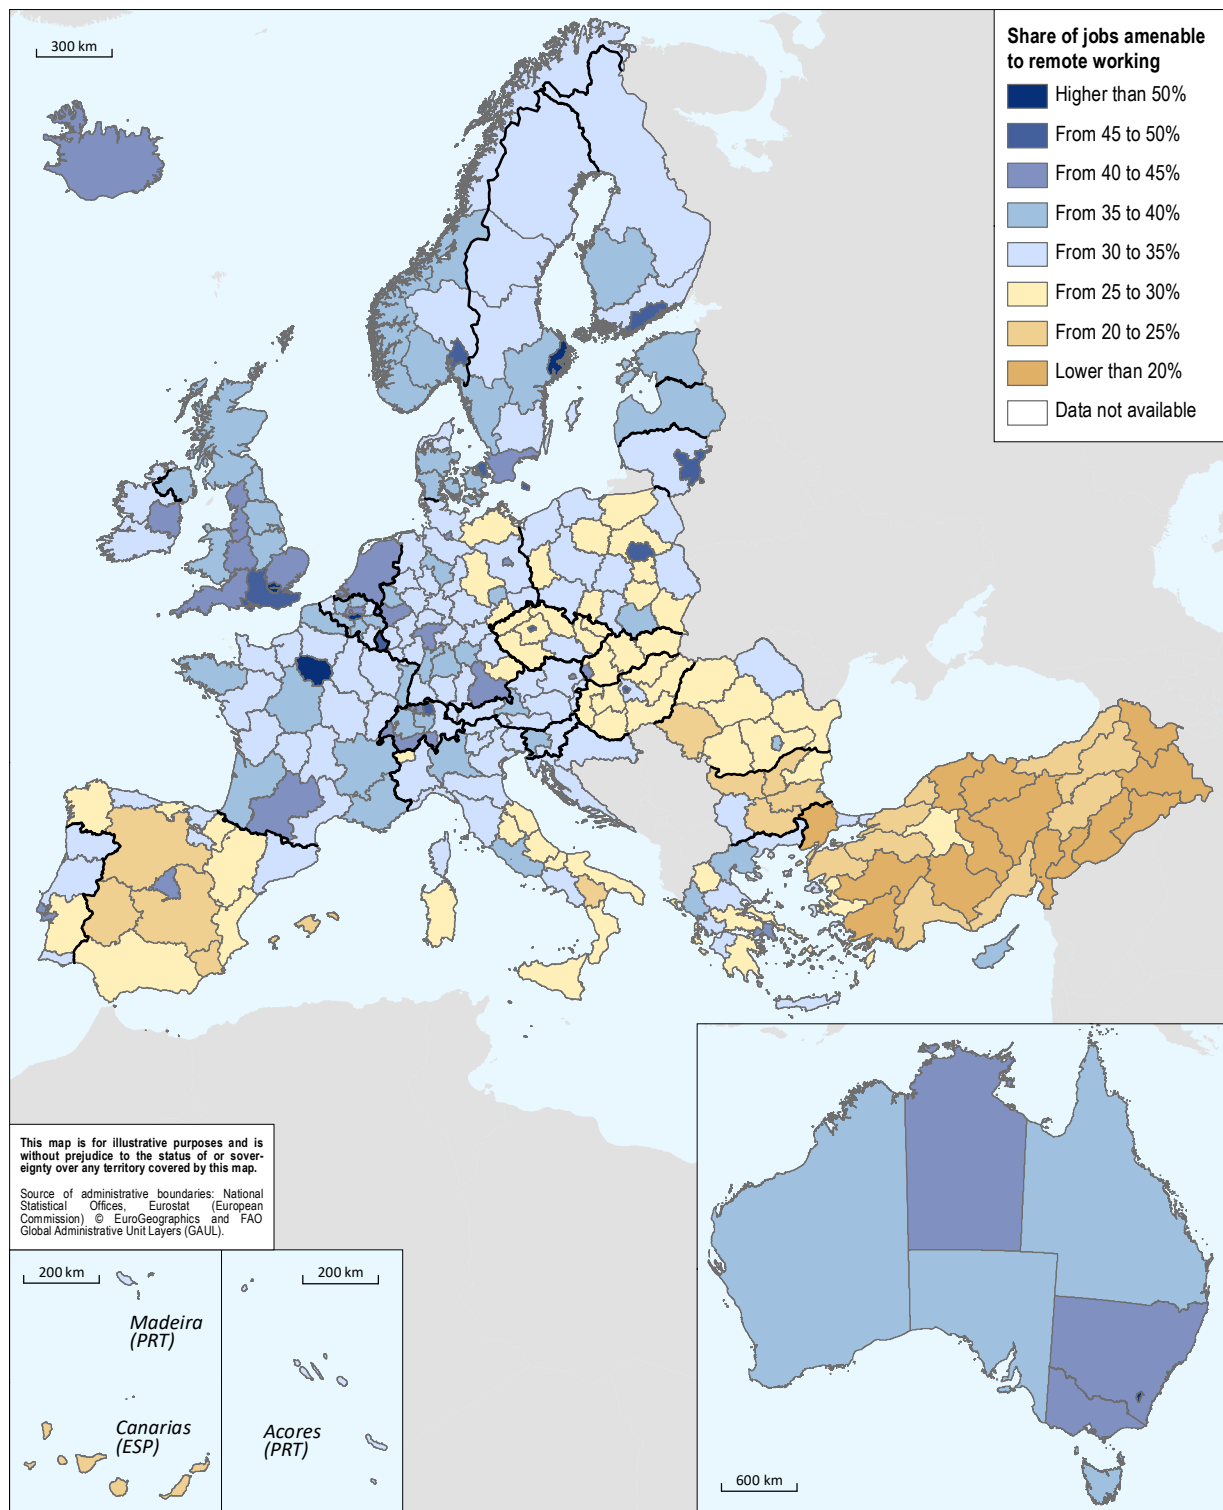 300 km
Share of jobs amenable
to remote working
Higher than 50%
From 45 to 50%
From 40 to 45%
From 35 to 40%
From 30 to 35%
From 25 to 30%
From 20 to 25%
Lower than 20%
Data not available
This map is for illustrative purposes and is
without prejudice to the status of or sover-
eignty over any territory covered by this map.
Source of administrative boundaries: National
Statistical Offices, Eurostat (European
Commission) © EuroGeographics and FAO
Global Administrative Unit Layers (GAUL).
200 km
Madeira
(PRT)
Canarias
(ESP)
200 km
Acores
(PRT)
600 km